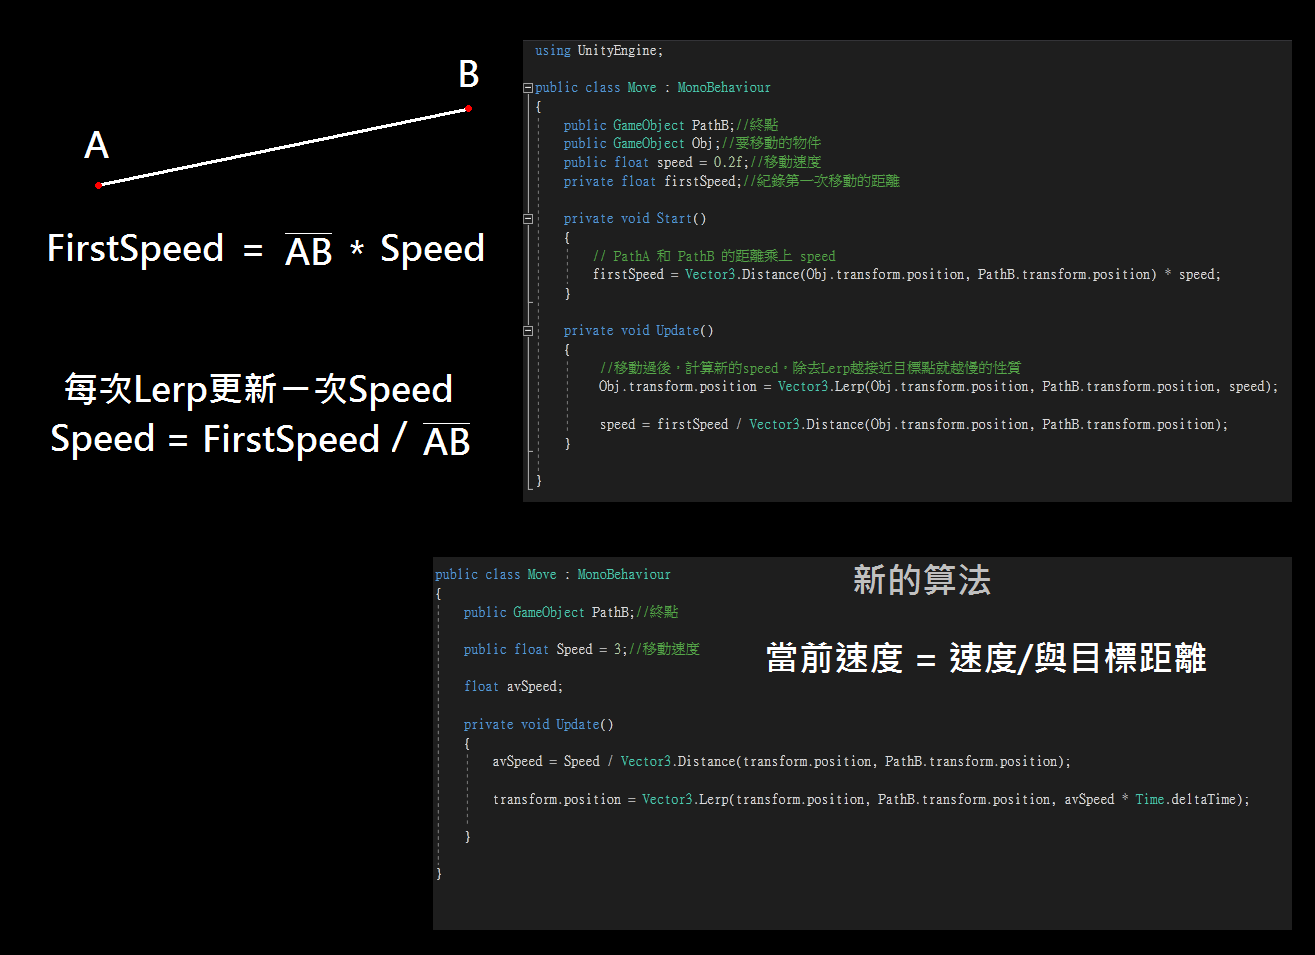 A
B
FirstSpeed = AB * Speed
每次Lerp更新一次Speed
Speed = FirstSpeed / AB
using UnityEngine;
public class Move : MonoBehaviour
{
public GameObject PathB;//終點
public GameObject Obj;//要移動的物件
public float speed = 0.2f;//移動速度
private float firstSpeed;//紀錄第一次移動的距離
private void Start()
{
// PathA 和 PathB 的距離乘上 speed
firstSpeed = Vector3.Distance(Obj.transform.position, PathB.transform.position) * speed;
}
private void Update()
{
//移動過後，計算新的speed，除去Lerp越接近目標點就越慢的性質
Obj.transform.position = Vector3.Lerp(Obj.transform.position, PathB.transform.position, speed);
speed = firstSpeed / Vector3.Distance(Obj.transform.position, PathB.transform.position);
}
}
新的算法
當前速度 = 速度/與目標距離
public class Move : MonoBehaviour
{
public GameObject PathB;//終點
public float Speed = 3;//移動速度
float avSpeed;
private void Update()
{
avSpeed = Speed / Vector3.Distance(transform.position, PathB.transform.position);
transform.position = Vector3.Lerp(transform.position, PathB.transform.position, avSpeed * Time.deltaTime);
}
}